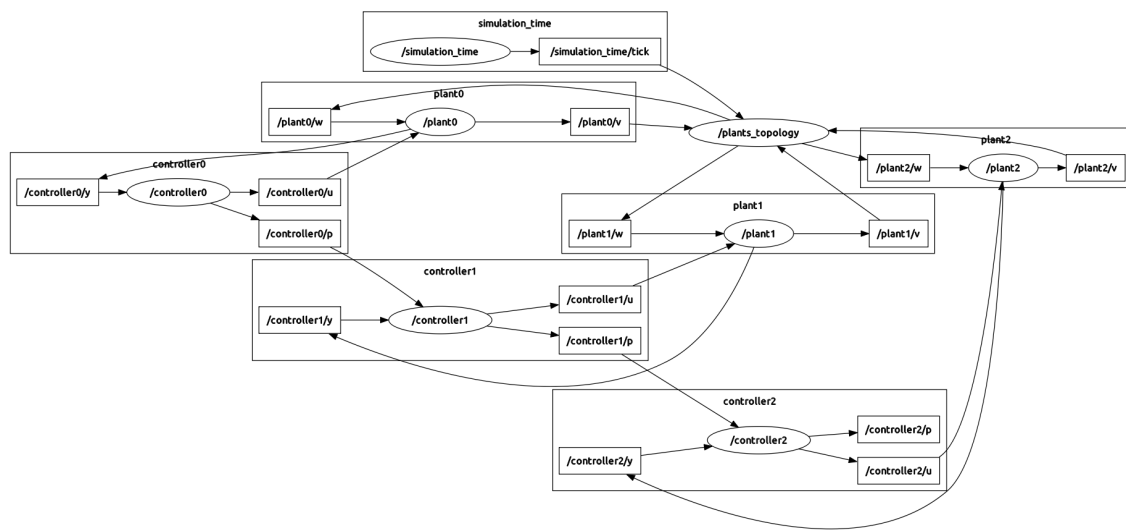 simulation_time
/simulation_time
/simulation_time/tick
plant0
/plant0/w
/plant0
/plant0/v
/plants_topology
plant2
/plant2/w
/plant2
/plant2/v
controller0
/controller0/y
/controller0
/controller0/u
/controller0/p
plant1
/plant1/w
/plant1
/plant1/v
controller1
/controller1/y
/controller1
/controller1/u
/controller1/p
controller2
/controller2/y
/controller2
/controller2/p
/controller2/u